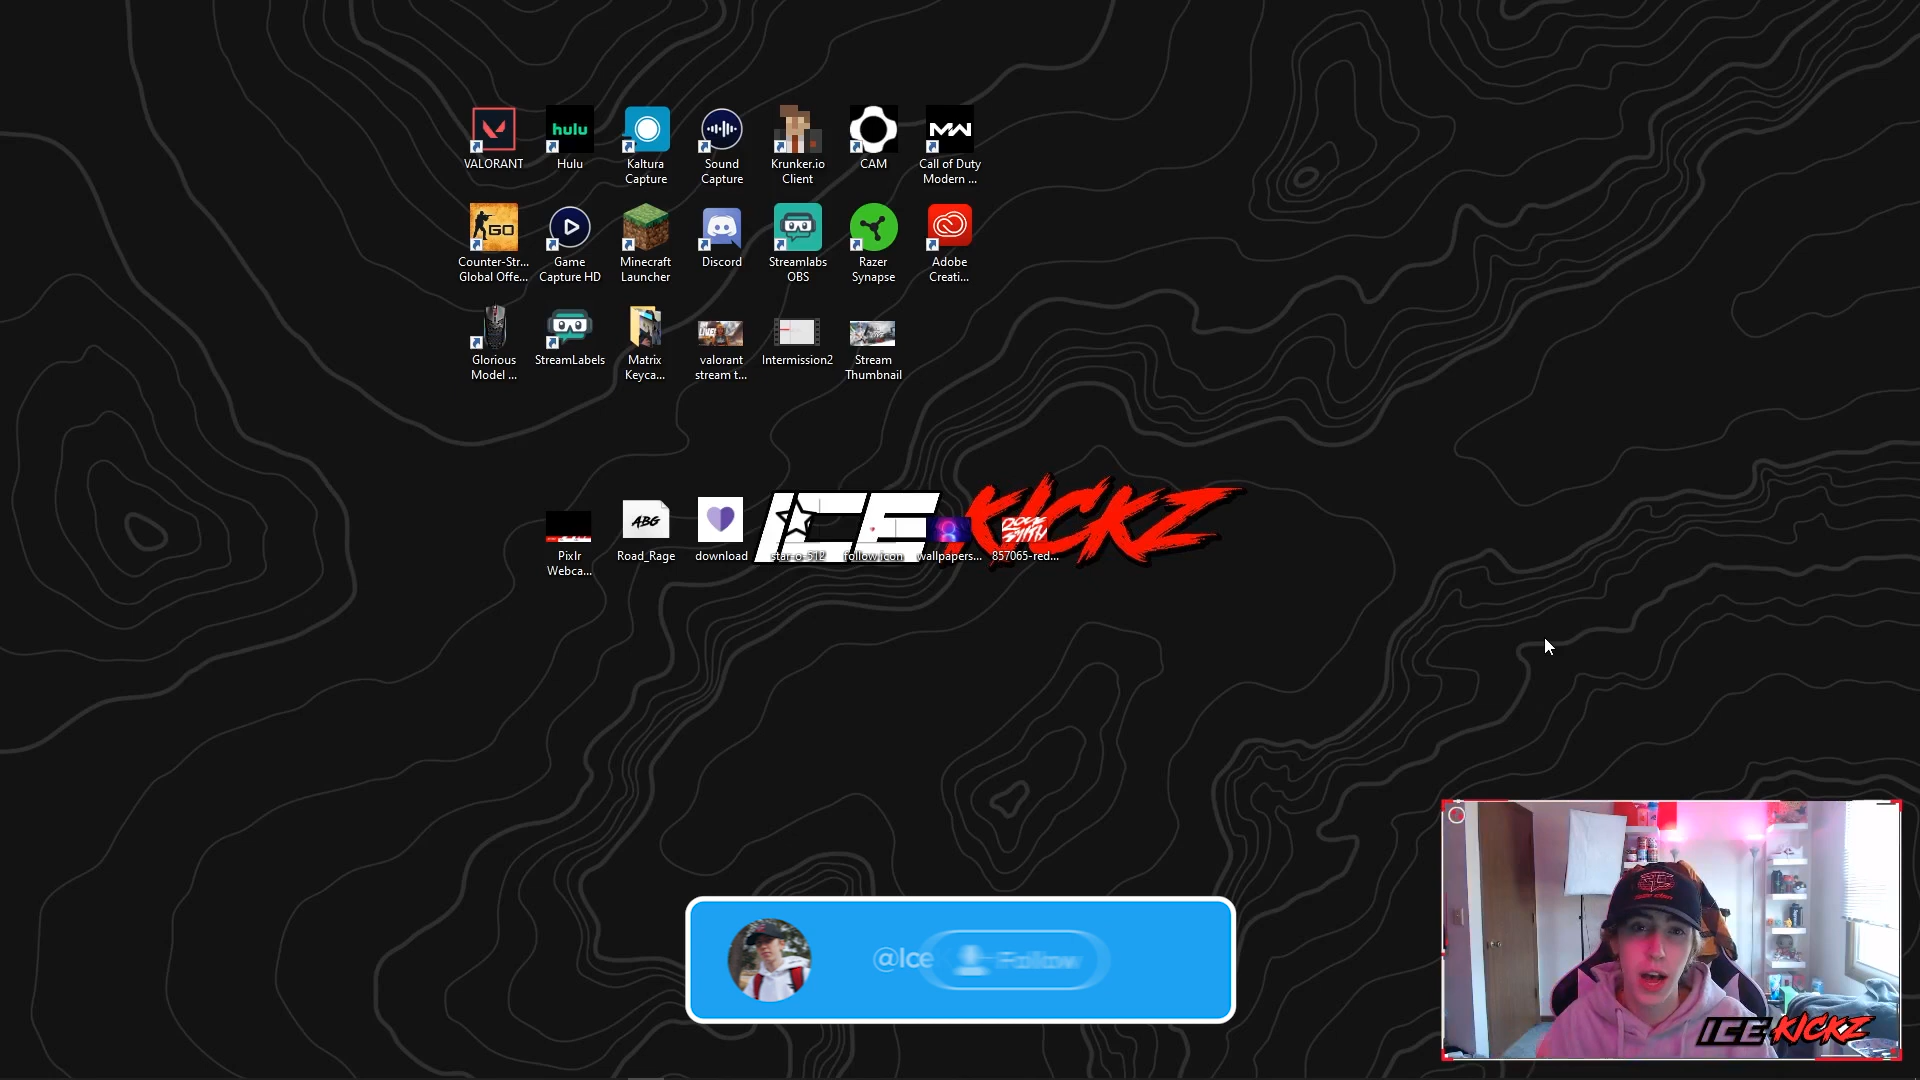 hulu
MW
VALORANT
Hulu
Kaltura
Capture
Sound
Capture
Krunker.io
Client
CAM
Call of Duty
Modern ...
GO
Counter-Str...
Global Offe...
Game
Capture HD
Minecraft
Launcher
Discord
Streamlabs
OBS
Razer
Synapse
Adobe
Creati...
LIVE!
Glorious
Model ...
StreamLabels
Matrix
Keyca...
valorant
stream t...
Intermission2
Stream
Thumbnail
ICE KICKZ
ABG
Pixlr
Webca...
Road_Rage
download
star-o-512
follow icon
wallpapers...
857065-red...
@Ice
Follow
ICE KICKZ